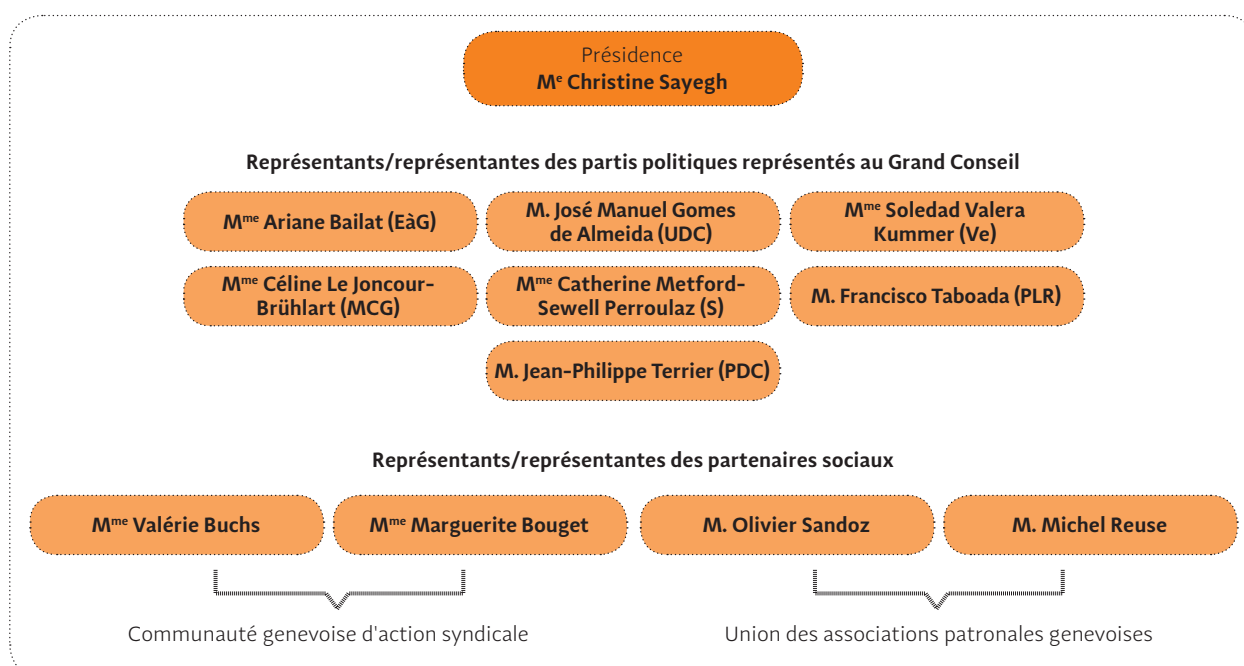 Présidence
Mᵉ Christine Sayegh
Représentants/représentantes des partis politiques représentés au Grand Conseil
Mᵐᵉ Ariane Bailat (EàG)
M. José Manuel Gomes
de Almeida (UDC)
Mᵐᵉ Soledad Valera
Kummer (Ve)
Mᵐᵉ Céline Le Joncour-
Brühlart (MCG)
Mᵐᵉ Catherine Metford-
Sewell Perroulaz (S)
M. Francisco Taboada (PLR)
M. Jean-Philippe Terrier (PDC)
Représentants/représentantes des partenaires sociaux
Mᵐᵉ Valérie Buchs
Mᵐᵉ Marguerite Bouget
M. Olivier Sandoz
M. Michel Reuse
Communauté genevoise d'action syndicale
Union des associations patronales genevoises